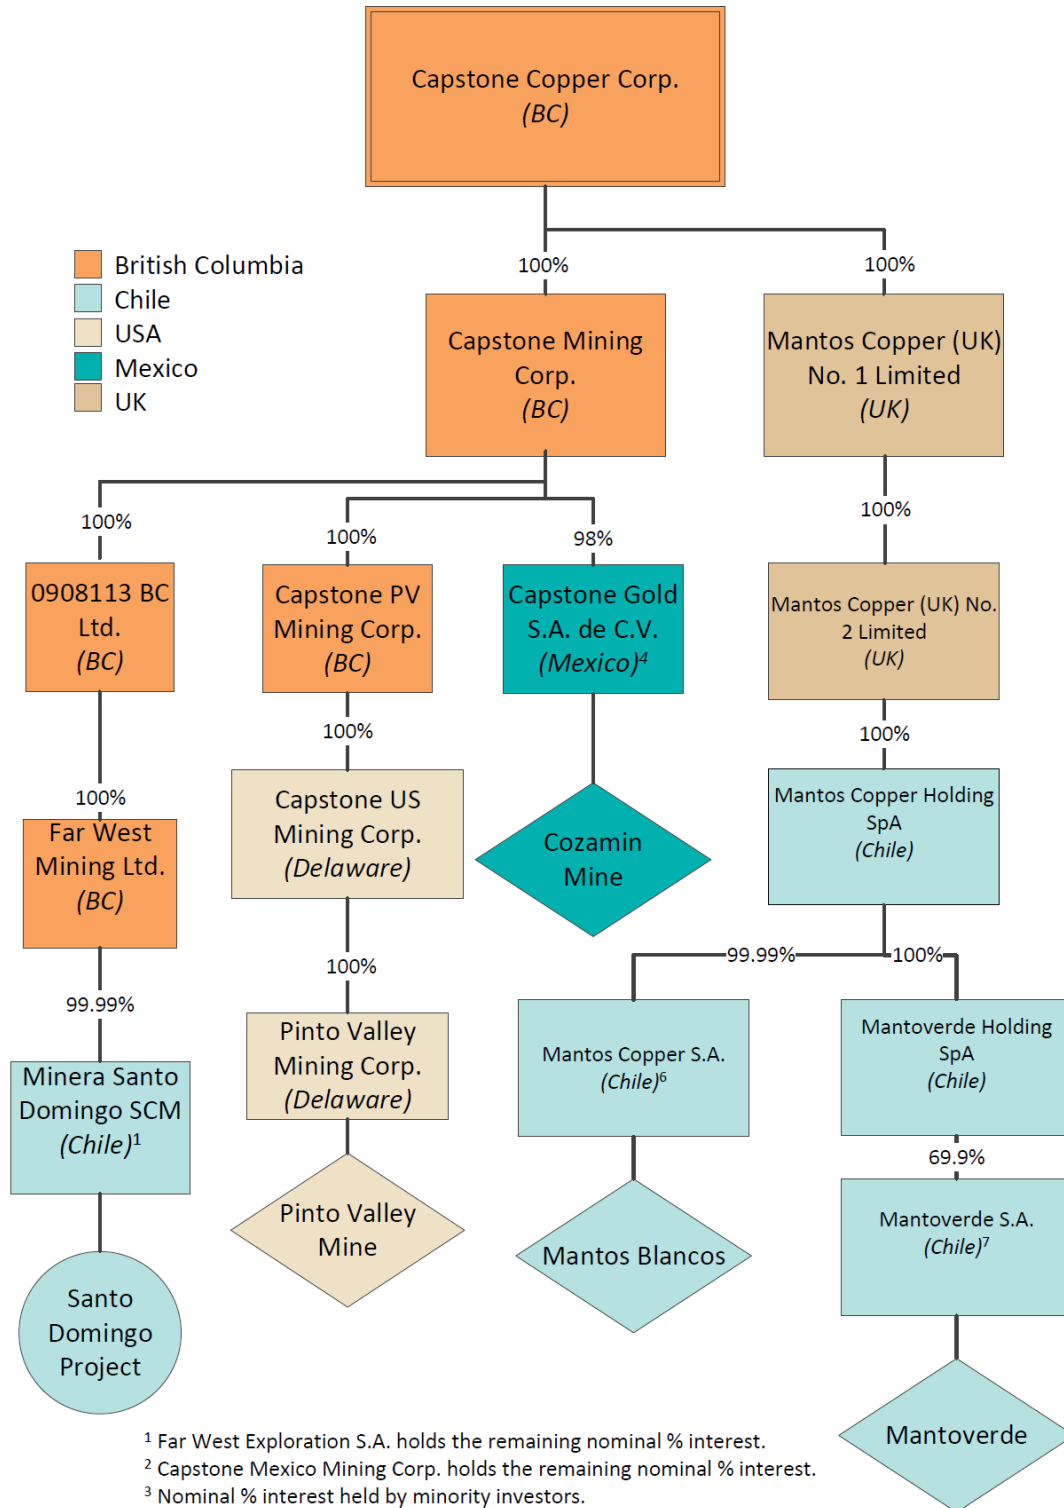 Capstone Copper Corp.
(BC)
British Columbia
Chile
USA
Mexico
UK
100%
100%
Capstone Mining
Corp.
(BC)
Mantos Copper (UK)
No. 1 Limited
(UK)
100%
100%
98%
100%
0908113 BC
Ltd.
(BC)
Capstone PV
Mining Corp.
(BC)
Capstone Gold
S.A. de C.V.
(Mexico)⁴
Mantos Copper (UK) No.
2 Limited
(UK)
100%
100%
100%
Far West
Mining Ltd.
(BC)
Capstone US
Mining Corp.
(Delaware)
Cozamin
Mine
Mantos Copper Holding
SpA
(Chile)
99.99%
100%
99.99%
100%
Minera Santo
Domingo SCM
(Chile)¹
Pinto Valley
Mining Corp.
(Delaware)
Mantos Copper S.A.
(Chile)⁶
Mantoverde Holding
SpA
(Chile)
69.9%
Santo
Domingo
Project
Pinto Valley
Mine
Mantos Blancos
Mantoverde S.A.
(Chile)⁷
Mantoverde
¹ Far West Exploration S.A. holds the remaining nominal % interest.
² Capstone Mexico Mining Corp. holds the remaining nominal % interest.
³ Nominal % interest held by minority investors.